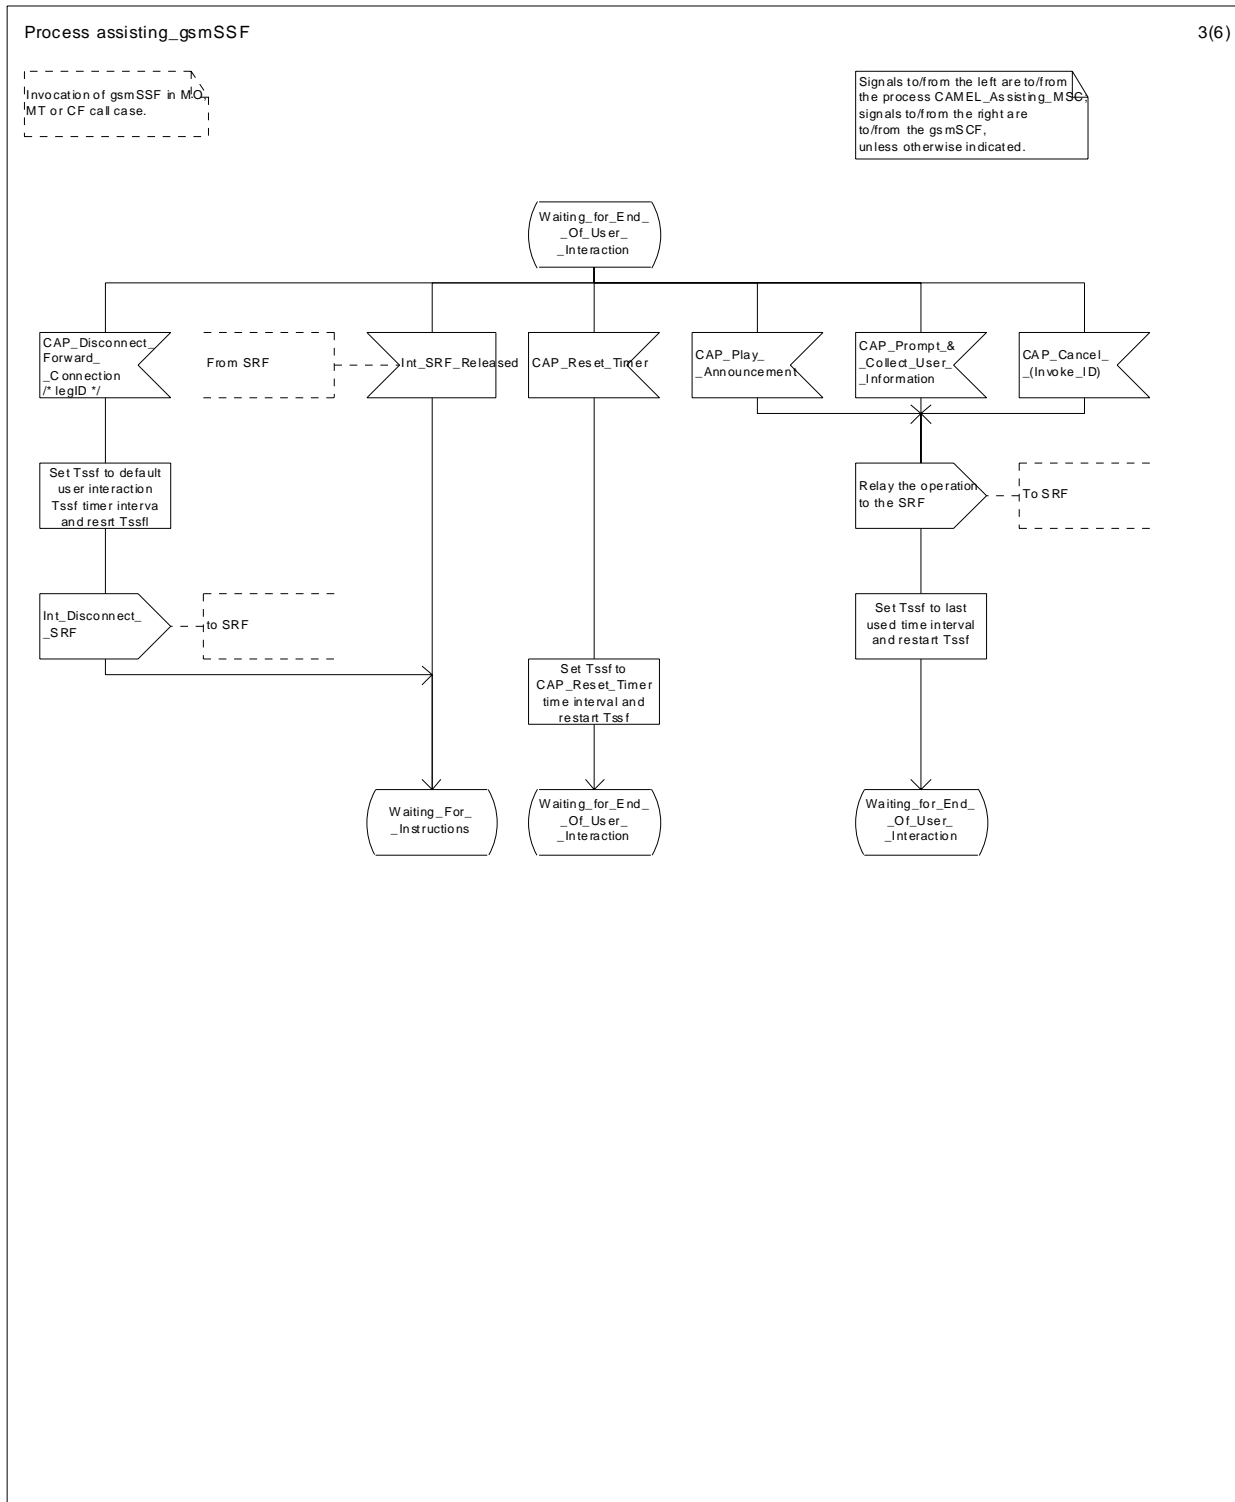 Process assisting_gsmSSF
3(6)
Invocation of gsmSSF in MO,
MT or CF call case.
Signals to/from the left are to/from
the process CAMEL_Assisting_MSC;
signals to/from the right are
to/from the gsmSCF,
unless otherwise indicated.
Waiting_for_End_
_Of_User_
_Interaction
CAP_Disconnect_
Forward_
_Connection
/* legID */
From SRF
Int_SRF_Released
CAP_Reset_Timer
CAP_Play_
_Announcement
CAP_Prompt_&
_Collect_User_
_Information
CAP_Cancel_
_(Invoke_ID)
Set Tssf to default
user interaction
Tssf timer interva
and resrt Tssfl
Relay the operation
to the SRF
To SRF
Int_Disconnect_
_SRF
to SRF
Set Tssf to last
used time interval
and restart Tssf
Set Tssf to
CAP_Reset_Timer
time interval and
restart Tssf
Waiting_For_
_Instructions
Waiting_for_End_
_Of_User_
_Interaction
Waiting_for_End_
_Of_User_
_Interaction